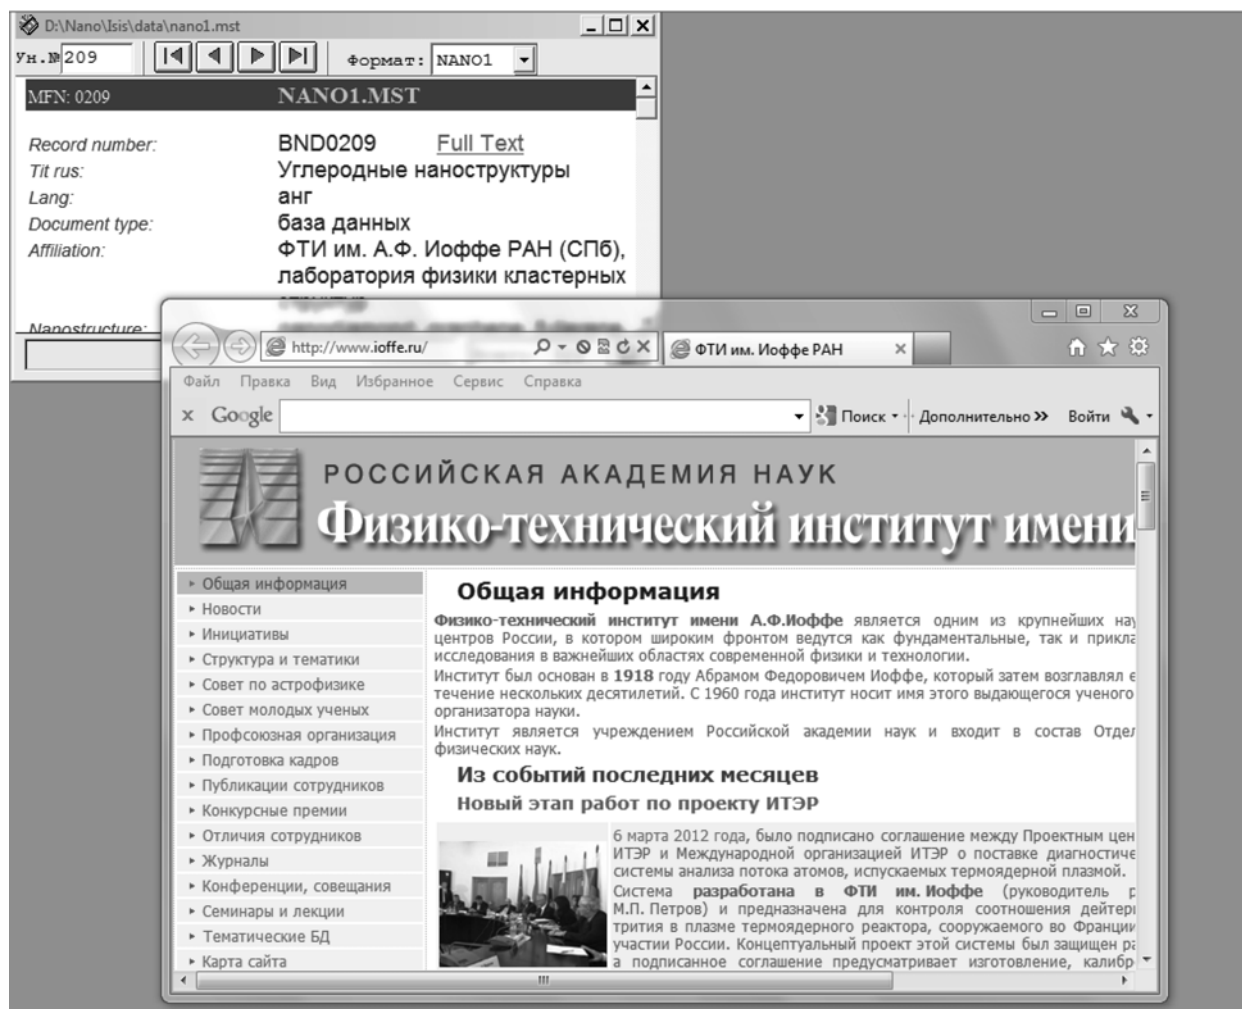 D:\Nano\Isis\data\nano1.mst
Ун.№ 209 Формат: NANO1
MFN: 0209 NANO1.MST
Record number: BND0209 Full Text
Tit rus: Углеродные наноструктуры
Lang: анг
Document type: база данных
Affiliation: ФТИ им. А.Ф. Иоффе РАН (СПб),
лаборатория физики кластерных
Nanostructure:
http://www.ioffe.ru/ ФТИ им. Иоффе РАН
Файл Правка Вид Избранное Сервис Справка
x Google Поиск Дополнительно >> Войти
РОССИЙСКАЯ АКАДЕМИЯ НАУК
Физико-технический институт имени
Общая информация
Новости
Инициативы
Структура и тематики
Совет по астрофизике
Совет молодых ученых
Профсоюзная организация
Подготовка кадров
Публикации сотрудников
Конкурсные премии
Отличия сотрудников
Журналы
Конференции, совещания
Семинары и лекции
Тематические БД
Карта сайта
Общая информация
Физико-технический институт имени А.Ф.Иоффе является одним из крупнейших нау
центров России, в котором широким фронтом ведутся как фундаментальные, так и прикла
исследования в важнейших областях современной физики и технологии.
Институт был основан в 1918 году Абрамом Федоровичем Иоффе, который затем возглавлял е
течение нескольких десятилетий. С 1960 года институт носит имя этого выдающегося ученого
организатора науки.
Институт является учреждением Российской академии наук и входит в состав Отдел
физических наук.
Из событий последних месяцев
Новый этап работ по проекту ИТЭР
6 марта 2012 года, было подписано соглашение между Проектным цен
ИТЭР и Международной организацией ИТЭР о поставке диагностиче
системы анализа потока атомов, испускаемых термоядерной плазмой.
Система разработана в ФТИ им. Иоффе (руководитель р
М.П. Петров) и предназначена для контроля соотношения дейтери
трития в плазме термоядерного реактора, сооружаемого во Франции
участии России. Концептуальный проект этой системы был защищен ра
а подписанное соглашение предусматривает изготовление, калибр